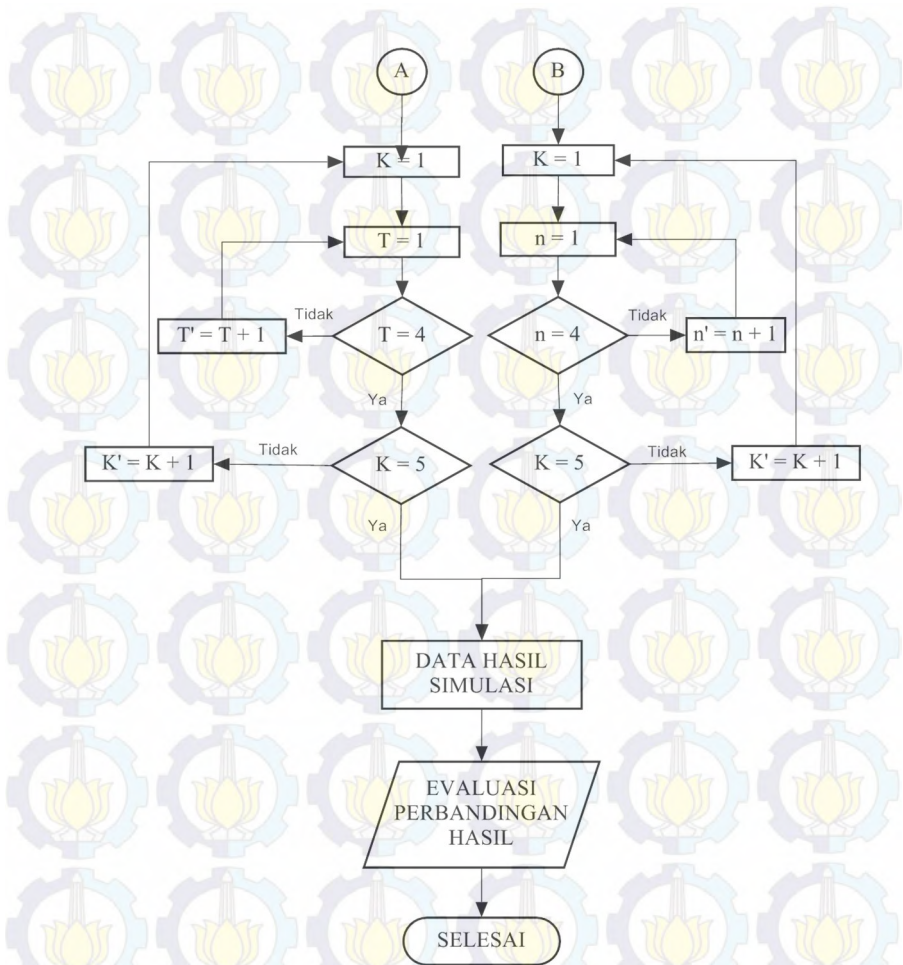 A
B
K = 1
K = 1
T = 1
n = 1
T' = T + 1
Tidak
T = 4
n = 4
Tidak
n' = n + 1
Ya
Ya
K' = K + 1
Tidak
K = 5
K = 5
Tidak
K' = K + 1
Ya
Ya
DATA HASIL
SIMULASI
EVALUASI
PERBANDINGAN
HASIL
SELESAI